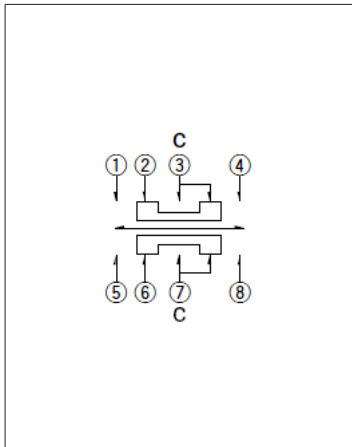 C
① ② ③ ④
⑤ ⑥ ⑦ ⑧
C